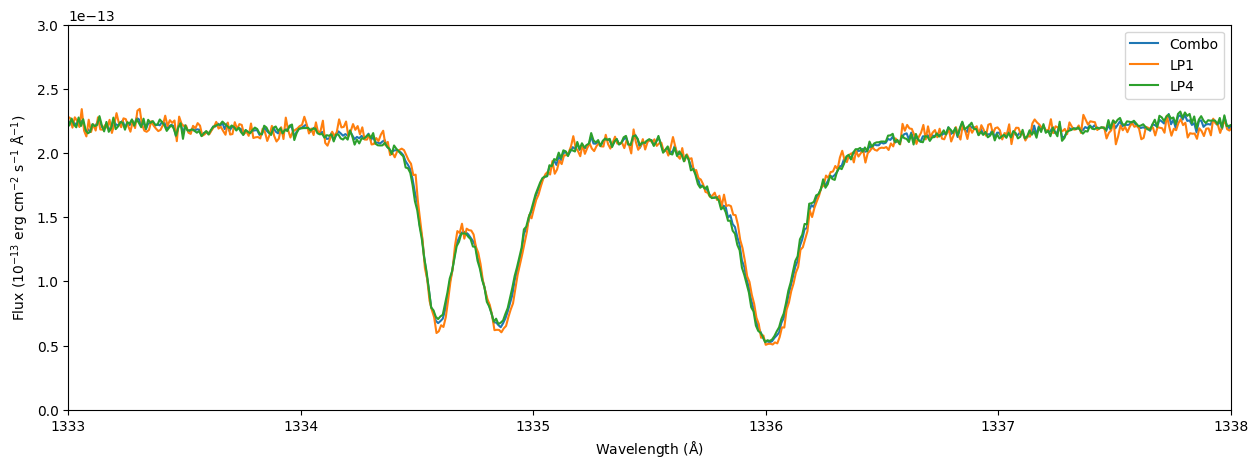 1e−13
3.0
2.5
2.0
1.5
1.0
0.5
0.0
Flux (10⁻¹³ erg cm⁻² s⁻¹ Å⁻¹)
Combo
LP1
LP4
1333 1334 1335 1336 1337 1338
Wavelength (Å)